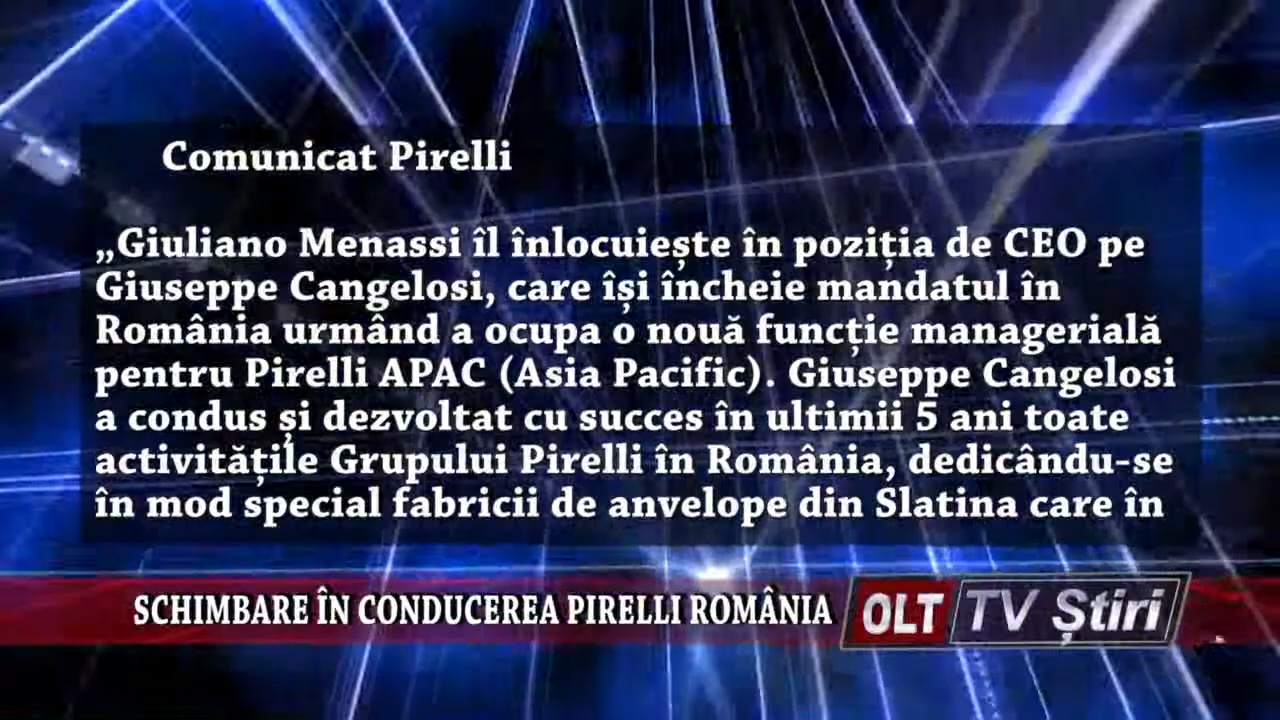 Comunicat Pirelli
„Giuliano Menassi îl înlocuiește în poziția de CEO pe
Giuseppe Cangelosi, care își încheie mandatul în
România urmând a ocupa o nouă funcție managerială
pentru Pirelli APAC (Asia Pacific). Giuseppe Cangelosi
a condus și dezvoltat cu succes în ultimii 5 ani toate
activitățile Grupului Pirelli în România, dedicându-se
în mod special fabricii de anvelope din Slatina care în
SCHIMBARE ÎN CONDUCEREA PIRELLI ROMÂNIA
OLT TV Știri